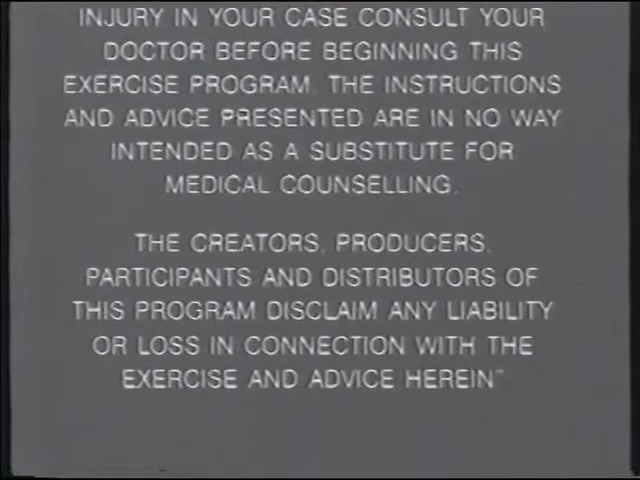 INJURY IN YOUR CASE CONSULT YOUR
DOCTOR BEFORE BEGINNING THIS
EXERCISE PROGRAM. THE INSTRUCTIONS
AND ADVICE PRESENTED ARE IN NO WAY
INTENDED AS A SUBSTITUTE FOR
MEDICAL COUNSELLING.
THE CREATORS, PRODUCERS,
PARTICIPANTS AND DISTRIBUTORS OF
THIS PROGRAM DISCLAIM ANY LIABILITY
OR LOSS IN CONNECTION WITH THE
EXERCISE AND ADVICE HEREIN"